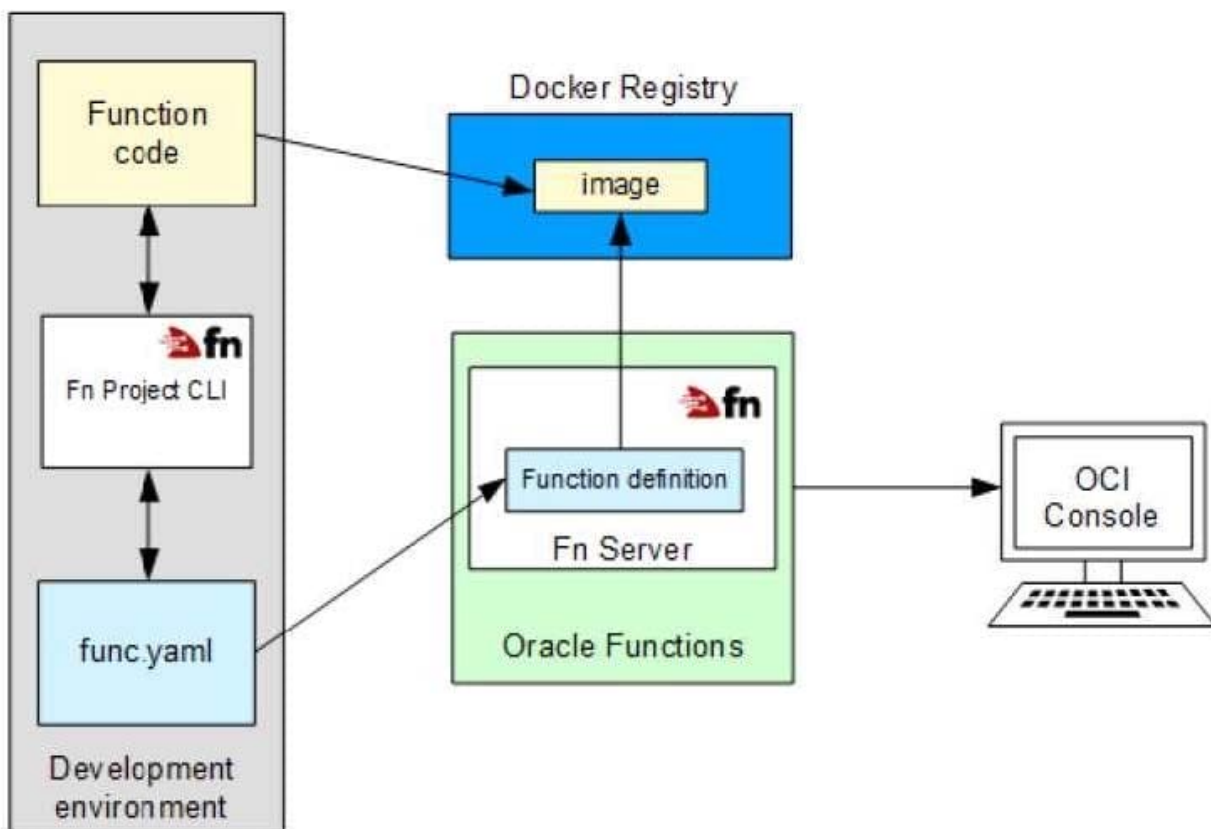 Function
code
fn
Fn Project CLI
func.yaml
Development
environment
Docker Registry
image
fn
Function definition
Fn Server
Oracle Functions
OCI
Console